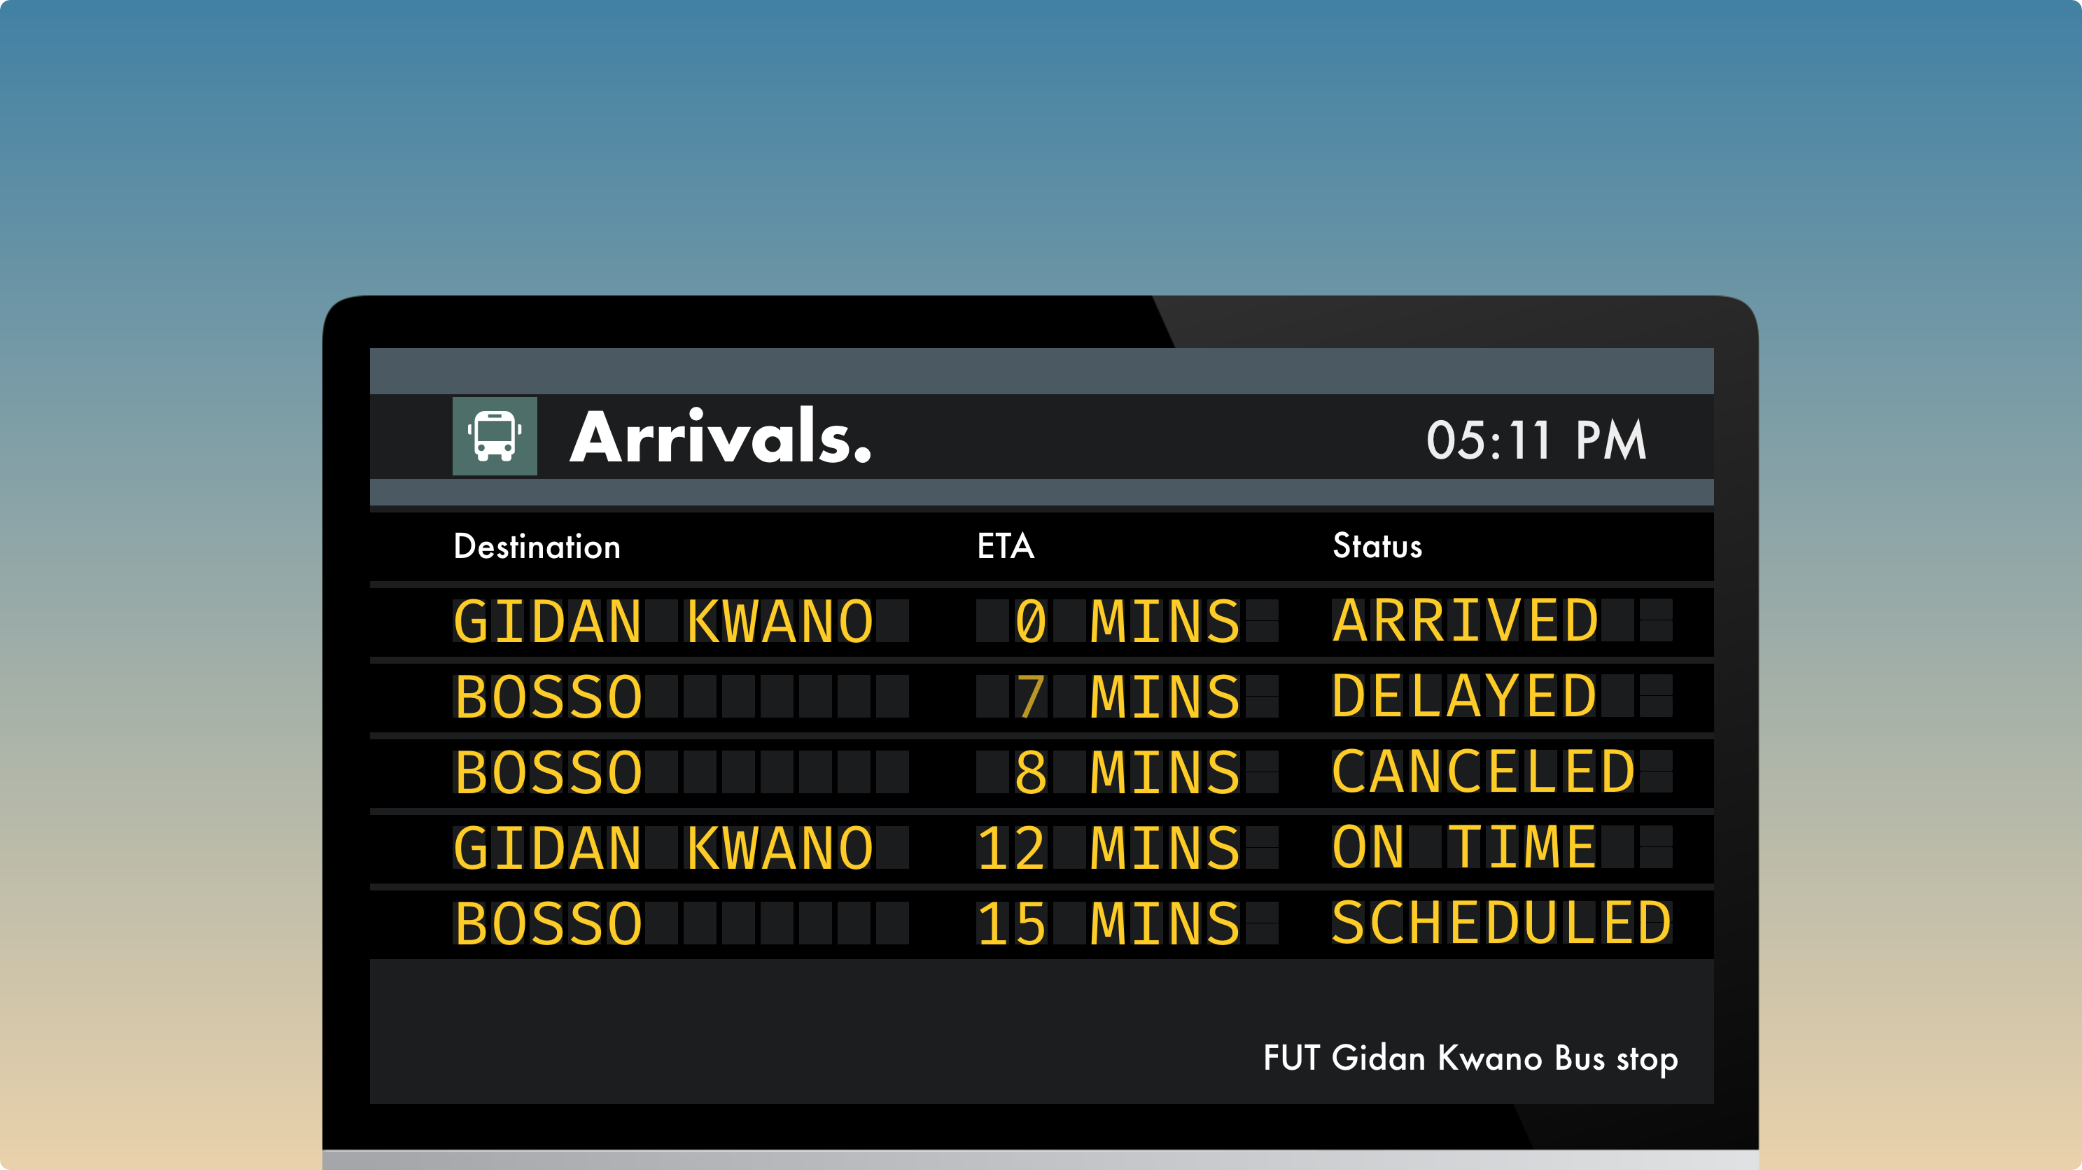 Arrivals. 05:11 PM
Destination ETA Status
GIDAN KWANO 0 MINS ARRIVED
BOSSO 7 MINS DELAYED
BOSSO 8 MINS CANCELED
GIDAN KWANO 12 MINS ON TIME
BOSSO 15 MINS SCHEDULED
FUT Gidan Kwano Bus stop